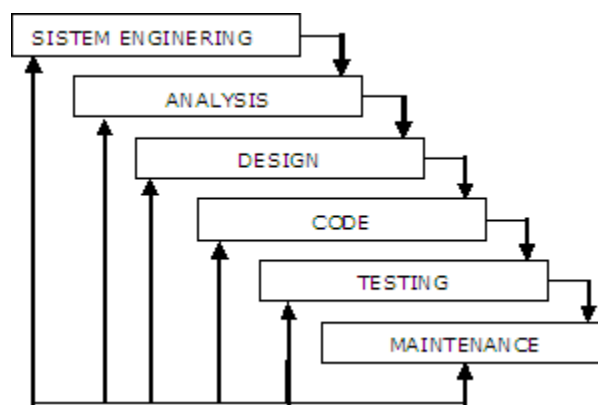 SISTEM ENGINERING
ANALYSIS
DESIGN
CODE
TESTING
MAINTENANCE